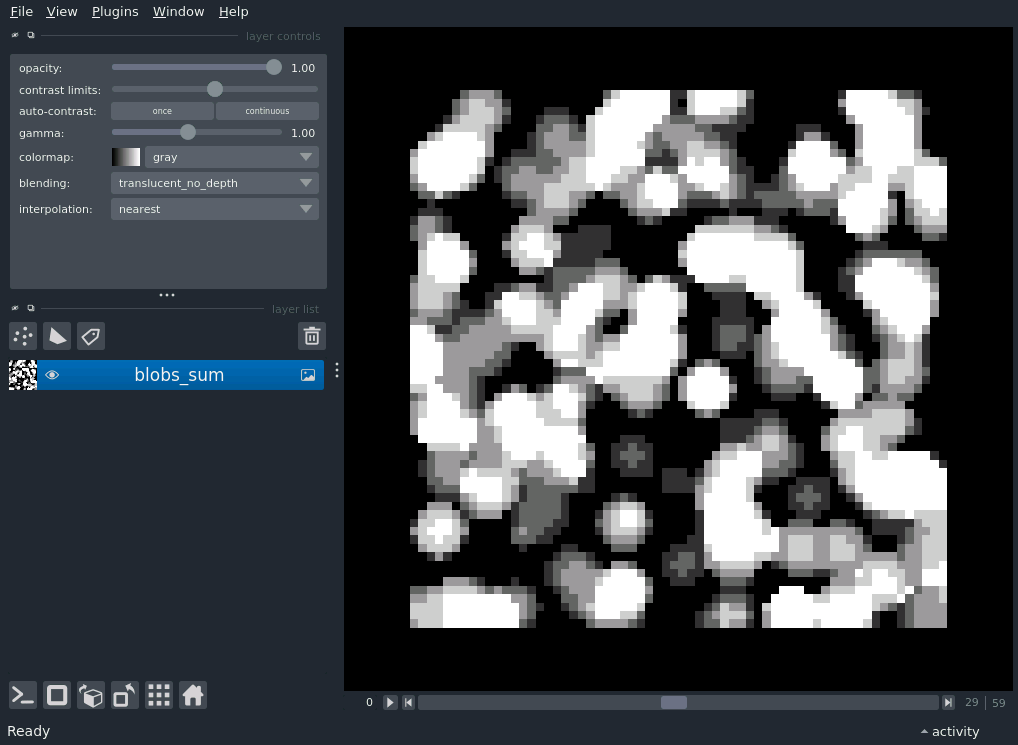 File View Plugins Window Help
layer controls
opacity: 1.00
contrast limits:
auto-contrast: once continuous
gamma: 1.00
colormap: gray
blending: translucent_no_depth
interpolation: nearest
layer list
blobs_sum
0 29 59
Ready activity